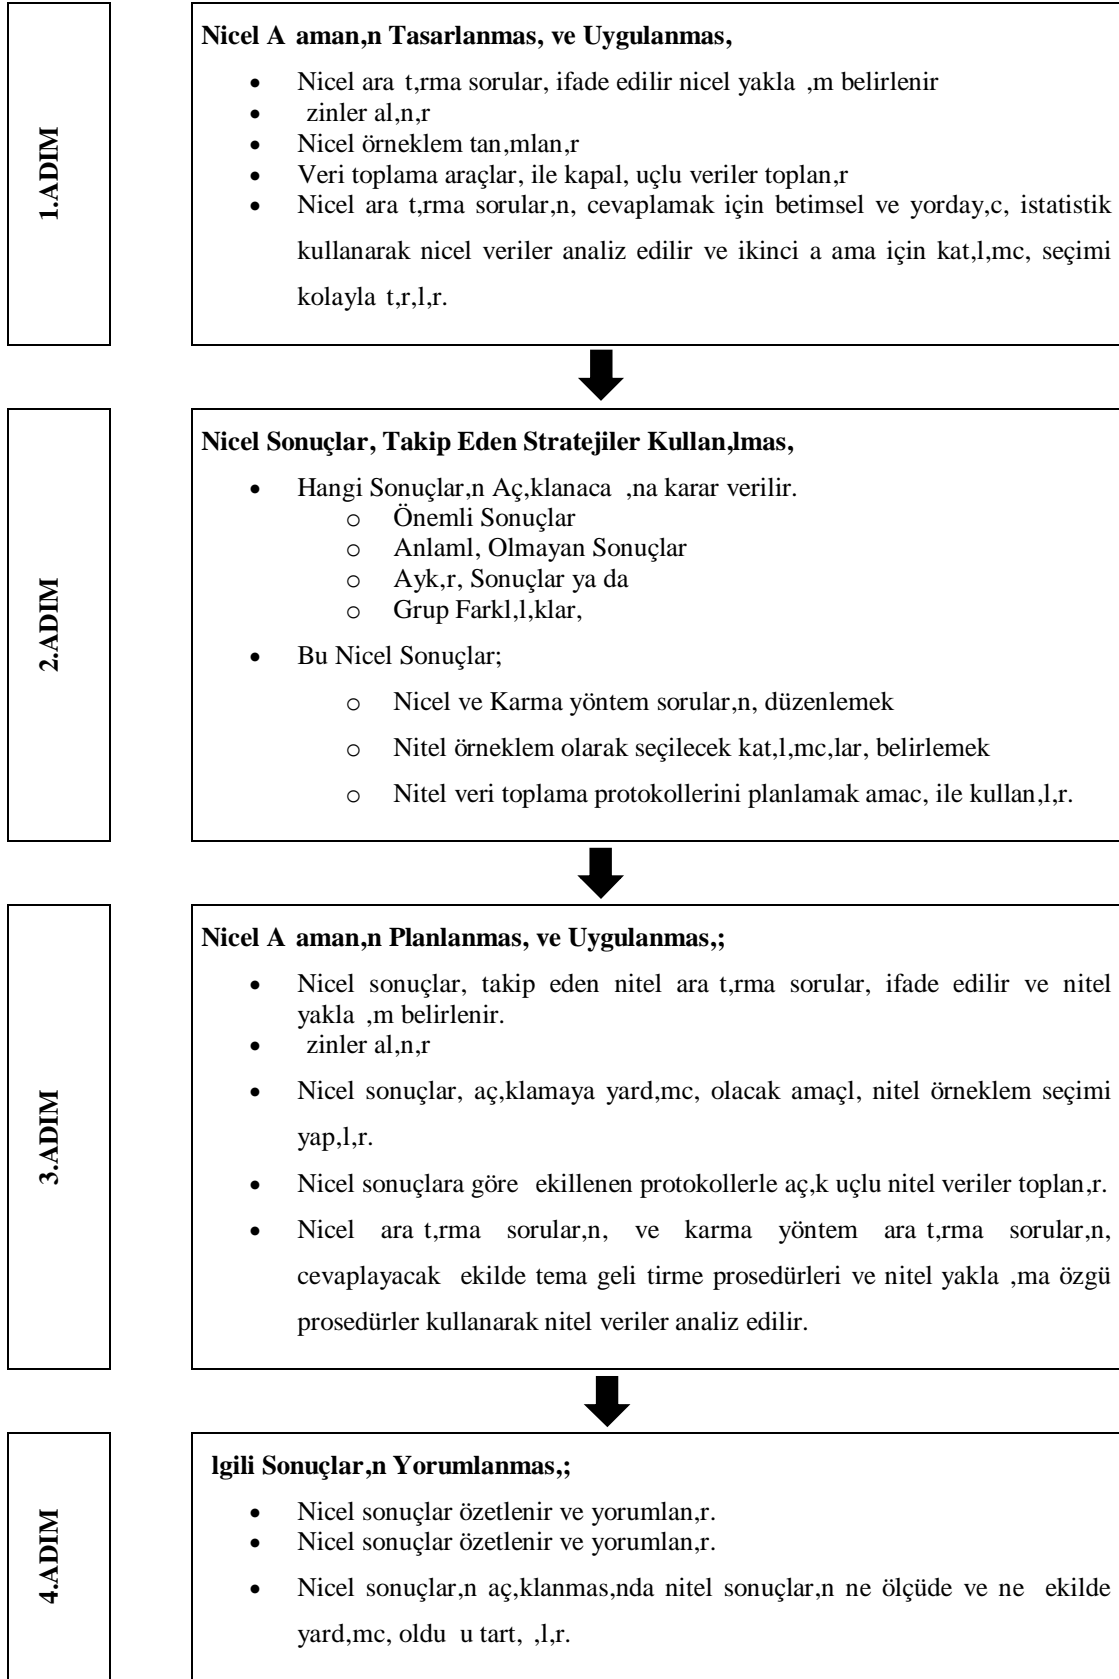 1.ADIM
Nicel A aman,n Tasarlanmas, ve Uygulanmas,
• Nicel ara t,rma sorular, ifade edilir nicel yakla ,m belirlenir
• zinler al,n,r
• Nicel örneklem tan,mlan,r
• Veri toplama araçlar, ile kapal, uçlu veriler toplan,r
• Nicel ara t,rma sorular,n, cevaplamak için betimsel ve yorday,c, istatistik
kullanarak nicel veriler analiz edilir ve ikinci a ama için kat,l,mc, seçimi
kolayla t,r,l,r.
2.ADIM
Nicel Sonuçlar, Takip Eden Stratejiler Kullan,lmas,
• Hangi Sonuçlar,n Aç,klanaca ,na karar verilir.
o Önemli Sonuçlar
o Anlaml, Olmayan Sonuçlar
o Ayk,r, Sonuçlar ya da
o Grup Farkl,l,klar,
• Bu Nicel Sonuçlar;
o Nicel ve Karma yöntem sorular,n, düzenlemek
o Nitel örneklem olarak seçilecek kat,l,mc,lar, belirlemek
o Nitel veri toplama protokollerini planlamak amac, ile kullan,l,r.
3.ADIM
Nicel A aman,n Planlanmas, ve Uygulanmas,;
• Nicel sonuçlar, takip eden nitel ara t,rma sorular, ifade edilir ve nitel
yakla ,m belirlenir.
• zinler al,n,r
• Nicel sonuçlar, aç,klamaya yard,mc, olacak amaçl, nitel örneklem seçimi
yap,l,r.
• Nicel sonuçlara göre ekillenen protokollerle aç,k uçlu nitel veriler toplan,r.
• Nicel ara t,rma sorular,n, ve karma yöntem ara t,rma sorular,n,
cevaplayacak ekilde tema geli tirme prosedürleri ve nitel yakla ,ma özgü
prosedürler kullanarak nitel veriler analiz edilir.
4.ADIM
lgili Sonuçlar,n Yorumlanmas,;
• Nicel sonuçlar özetlenir ve yorumlan,r.
• Nicel sonuçlar özetlenir ve yorumlan,r.
• Nicel sonuçlar,n aç,klanmas,nda nitel sonuçlar,n ne ölçüde ve ne ekilde
yard,mc, oldu u tart, ,l,r.